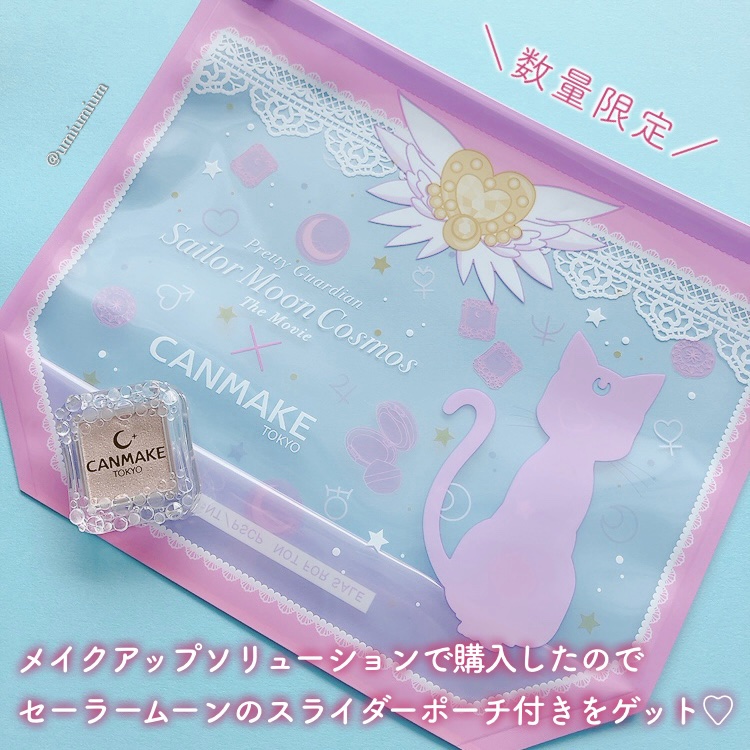 ＼数量限定／
@uniunium
Pretty Guardian
Sailor Moon Cosmos
The Movie
×
CANMAKE
TOKYO
CANMAKE
TOKYO
NOT FOR SALE
メイクアップソリューションで購入したので
セーラームーンのスライダーポーチ付きをゲット♡